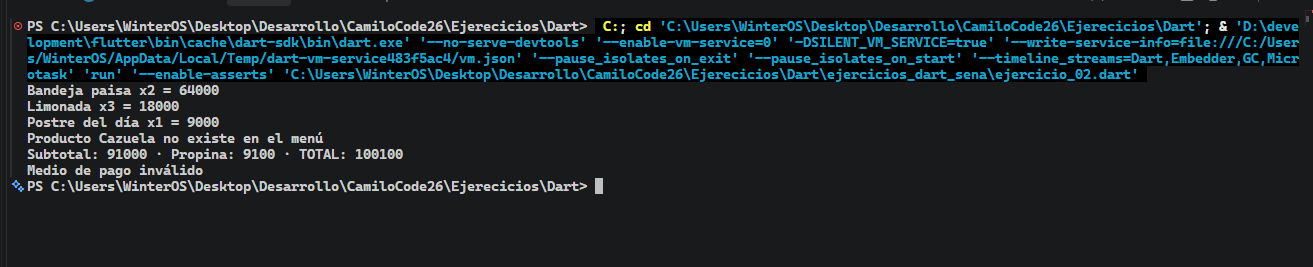 PS C:\Users\WinterOS\Desktop\Desarrollo\CamiloCode26\Ejerecicios\Dart>  C:; cd 'C:\Users\WinterOS\Desktop\Desarrollo\CamiloCode26\Ejerecicios\Dart'; & 'D:\deve
lopment\flutter\bin\cache\dart-sdk\bin\dart.exe' '--no-serve-devtools' '--enable-vm-service=0' '-DSILENT_VM_SERVICE=true' '--write-service-info=file:///C:/User
s/WinterOS/AppData/Local/Temp/dart-vm-service483f5ac4/vm.json' '--pause_isolates_on_exit' '--pause_isolates_on_start' '--timeline_streams=Dart,Embedder,GC,Micr
otask' 'run' '--enable-asserts' 'C:\Users\WinterOS\Desktop\Desarrollo\CamiloCode26\Ejerecicios\Dart\ejercicios_dart_sena\ejercicio_02.dart'
Bandeja paisa x2 = 64000
Limonada x3 = 18000
Postre del día x1 = 9000
Producto Cazuela no existe en el menú
Subtotal: 91000 · Propina: 9100 · TOTAL: 100100
Medio de pago inválido
PS C:\Users\WinterOS\Desktop\Desarrollo\CamiloCode26\Ejerecicios\Dart>